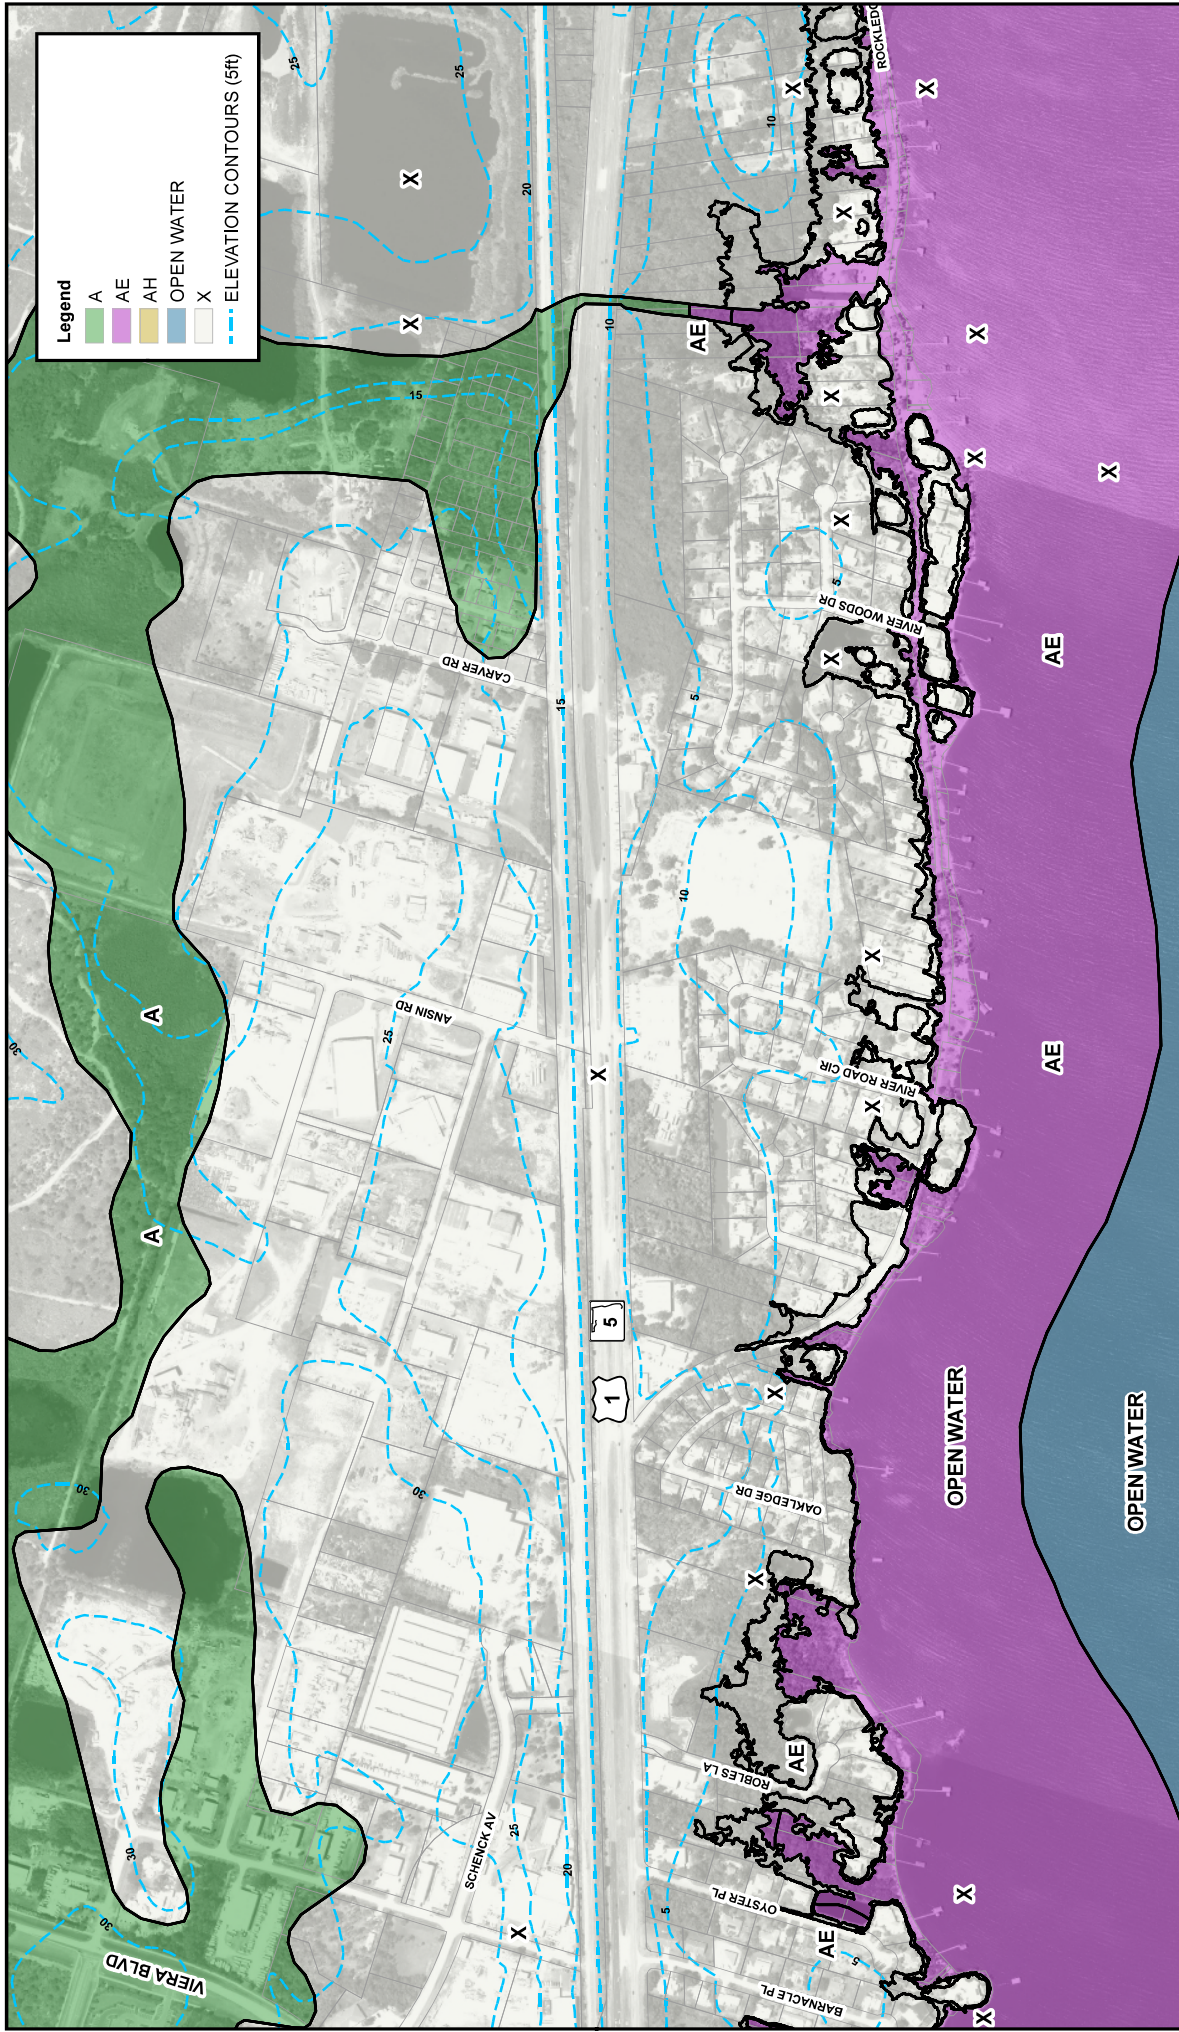 Legend
A
AE
AH
OPEN WATER
X
ELEVATION CONTOURS (5ft)
25
25
X
20
X
15
10
10
X
ROCKLEDG
X
X
AE
X
X
X
X
X
5
RIVER WOODS DR
X
AE
CARVER RD
15
5
10
X
A
30
ANSIN RD
25
X
RIVER ROAD CIR
X
AE
A
5
1
X
OPEN WATER
OPEN WATER
30
30
OAKLEDGE DR
X
AE
ROBLES LA
30
SCHENCK AV
25
20
X
OYSTER PL
5
AE
X
5
30
VIERA BLVD
BARNACLE PL
X